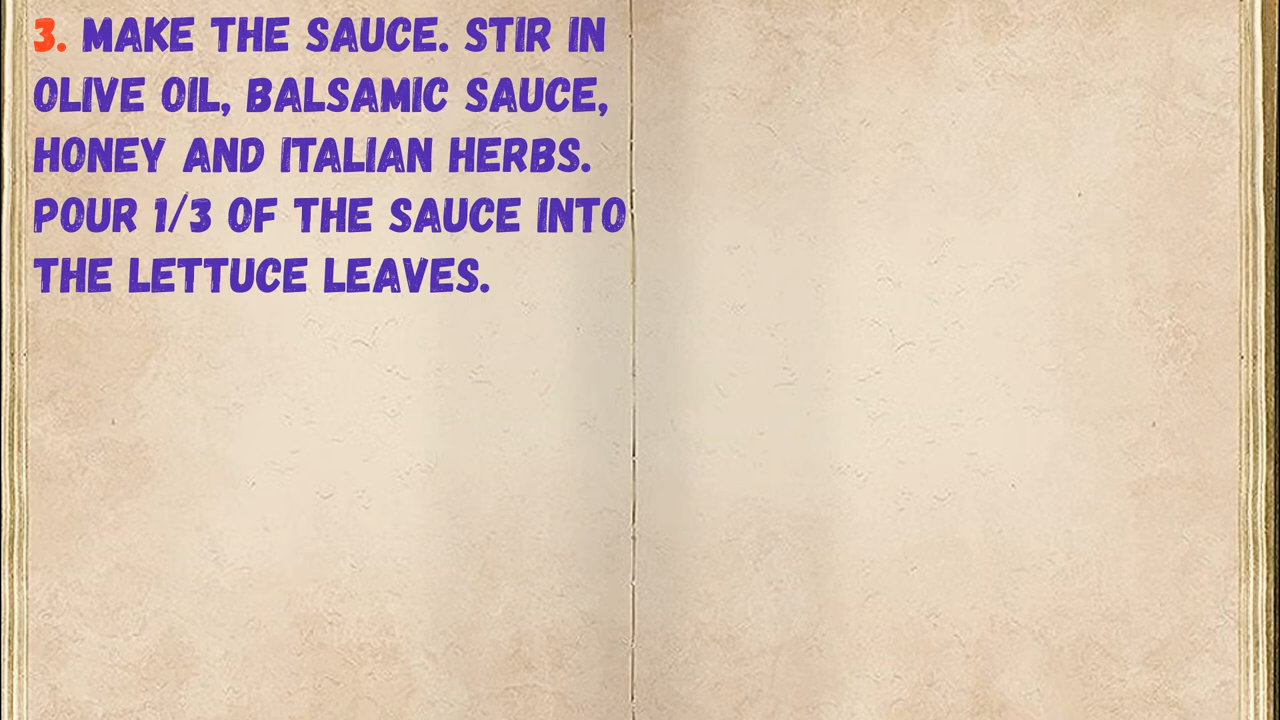 3. MAKE THE SAUCE. STIR IN
OLIVE OIL, BALSAMIC SAUCE,
HONEY AND ITALIAN HERBS.
POUR 1/3 OF THE SAUCE INTO
THE LETTUCE LEAVES.